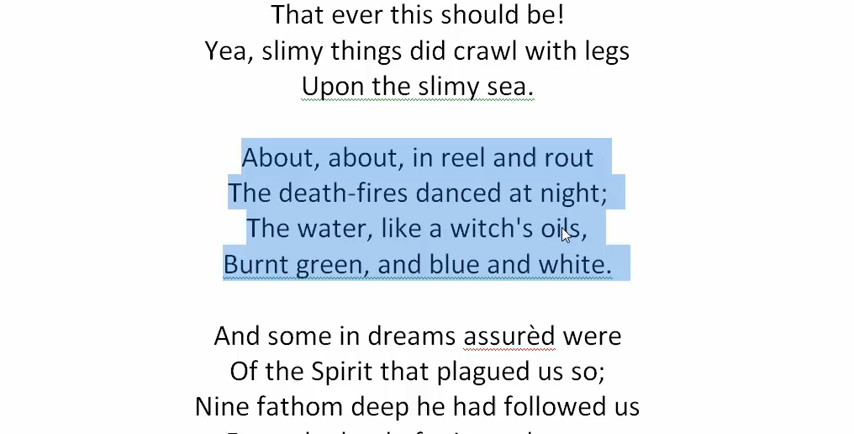 That ever this should be!
Yea, slimy things did crawl with legs
Upon the slimy sea.
About, about, in reel and rout
The death-fires danced at night;
The water, like a witch's oils,
Burnt green, and blue and white.
And some in dreams assurèd were
Of the Spirit that plagued us so;
Nine fathom deep he had followed us